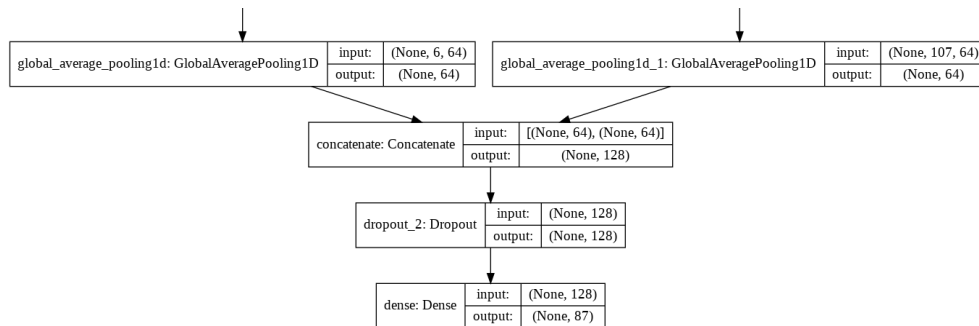 global_average_pooling1d: GlobalAveragePooling1D
input: (None, 6, 64)
output: (None, 64)
global_average_pooling1d_1: GlobalAveragePooling1D
input: (None, 107, 64)
output: (None, 64)
concatenate: Concatenate
input: [(None, 64), (None, 64)]
output: (None, 128)
dropout_2: Dropout
input: (None, 128)
output: (None, 128)
dense: Dense
input: (None, 128)
output: (None, 87)